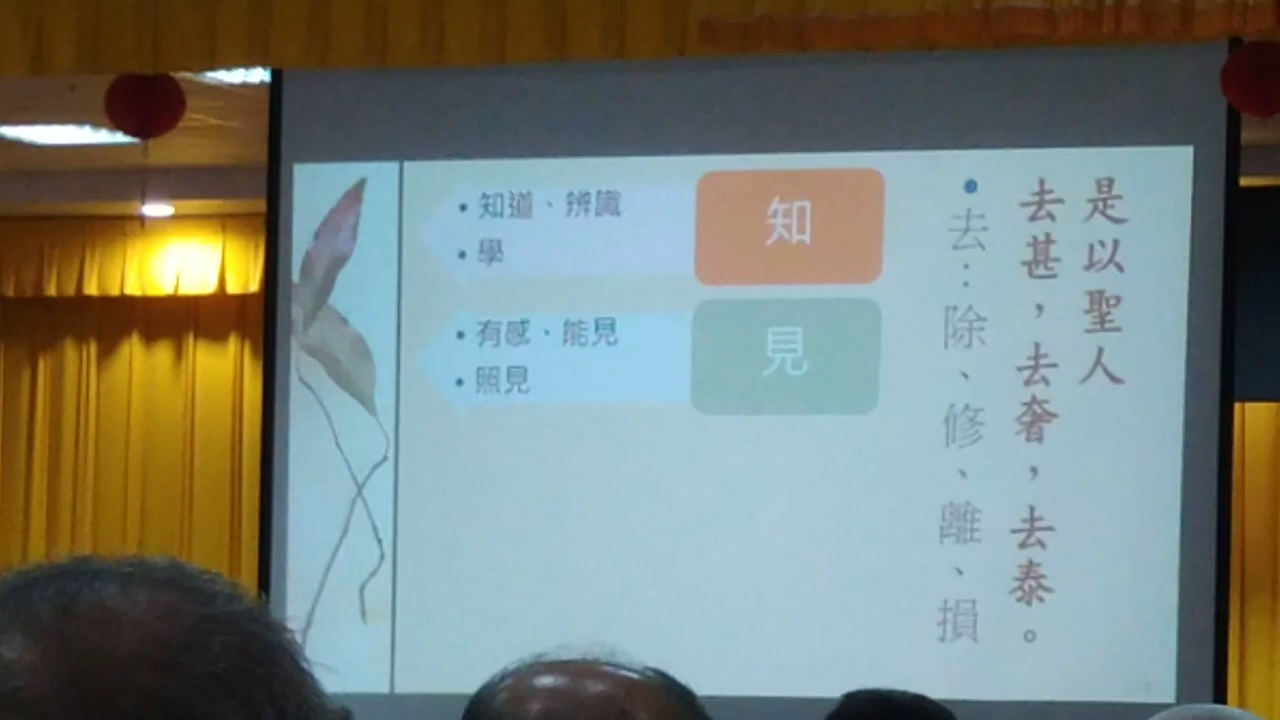 是以聖人
去甚，去奢，去泰。
• 去：除、修、離、損
知
• 知道、辨識
• 學
見
• 有感、能見
• 照見